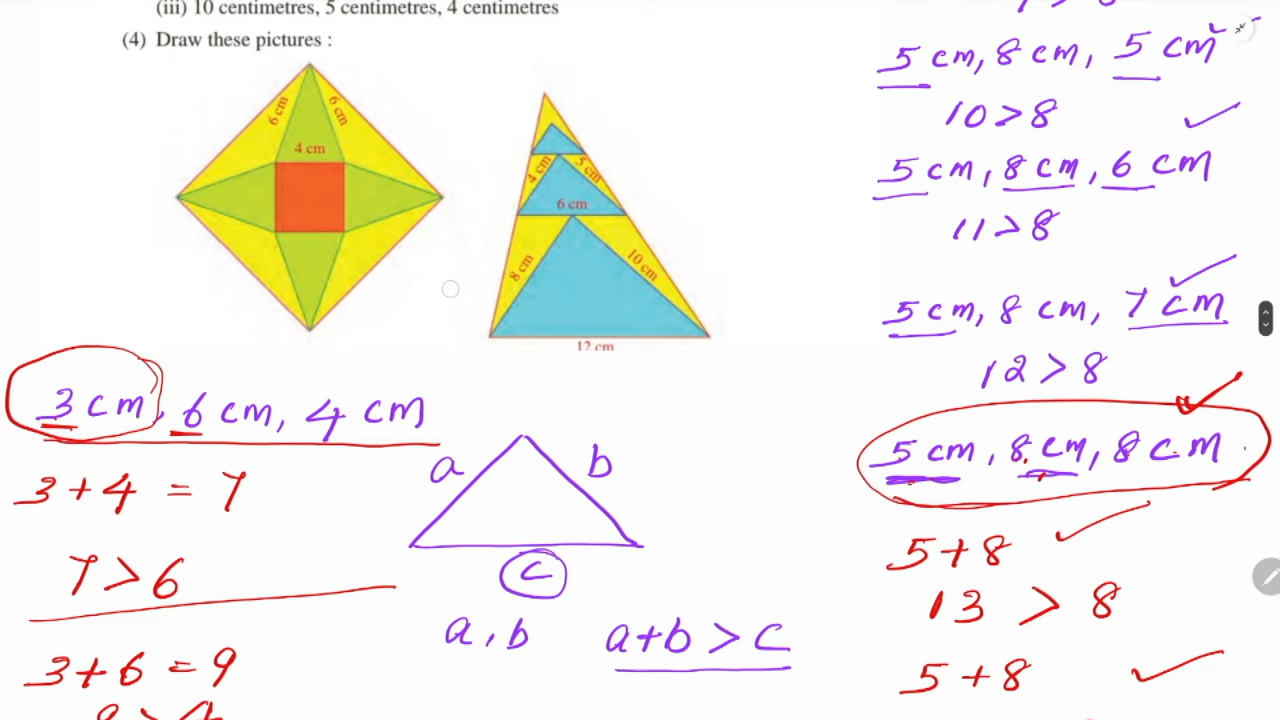 (iii) 10 centimetres, 5 centimetres, 4 centimetres
(4) Draw these pictures :
6 cm
6 cm
4 cm
4 cm
5 cm
6 cm
8 cm
10 cm
12 cm
3 cm, 6 cm, 4 cm
3 + 4 = 7
7 > 6
3 + 6 = 9
a
b
c
a, b
a+b > c
5 cm, 8 cm, 5 cm
10 > 8
5 cm, 8 cm, 6 cm
11 > 8
5 cm, 8 cm, 7 cm
12 > 8
5 cm, 8 cm, 8 cm
5 + 8
13 > 8
5 + 8